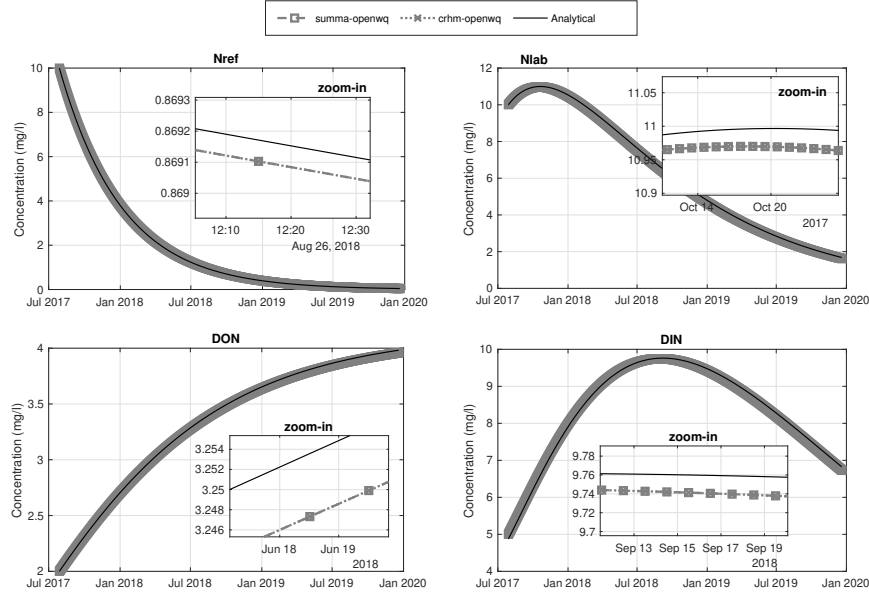 summa-openwq crhm-openwq Analytical
Nref
Concentration (mg/l)
10
8
6
4
2
0
Jul 2017 Jan 2018 Jul 2018 Jan 2019 Jul 2019 Jan 2020
zoom-in
0.8693
0.8692
0.8691
0.869
12:10 12:20 12:30
Aug 26, 2018
Nlab
Concentration (mg/l)
12
10
8
6
4
2
0
Jul 2017 Jan 2018 Jul 2018 Jan 2019 Jul 2019 Jan 2020
zoom-in
11.05
11
10.95
10.9
Oct 14 Oct 20
2017
DON
Concentration (mg/l)
4
3.5
3
2.5
2
Jul 2017 Jan 2018 Jul 2018 Jan 2019 Jul 2019 Jan 2020
zoom-in
3.254
3.254
3.25
3.248
3.246
Jun 18 Jun 19
2018
DIN
Concentration (mg/l)
10
9
8
7
6
5
4
Jul 2017 Jan 2018 Jul 2018 Jan 2019 Jul 2019 Jan 2020
zoom-in
9.78
9.76
9.74
9.72
9.7
Sep 13 Sep 15 Sep 17 Sep 19
2018